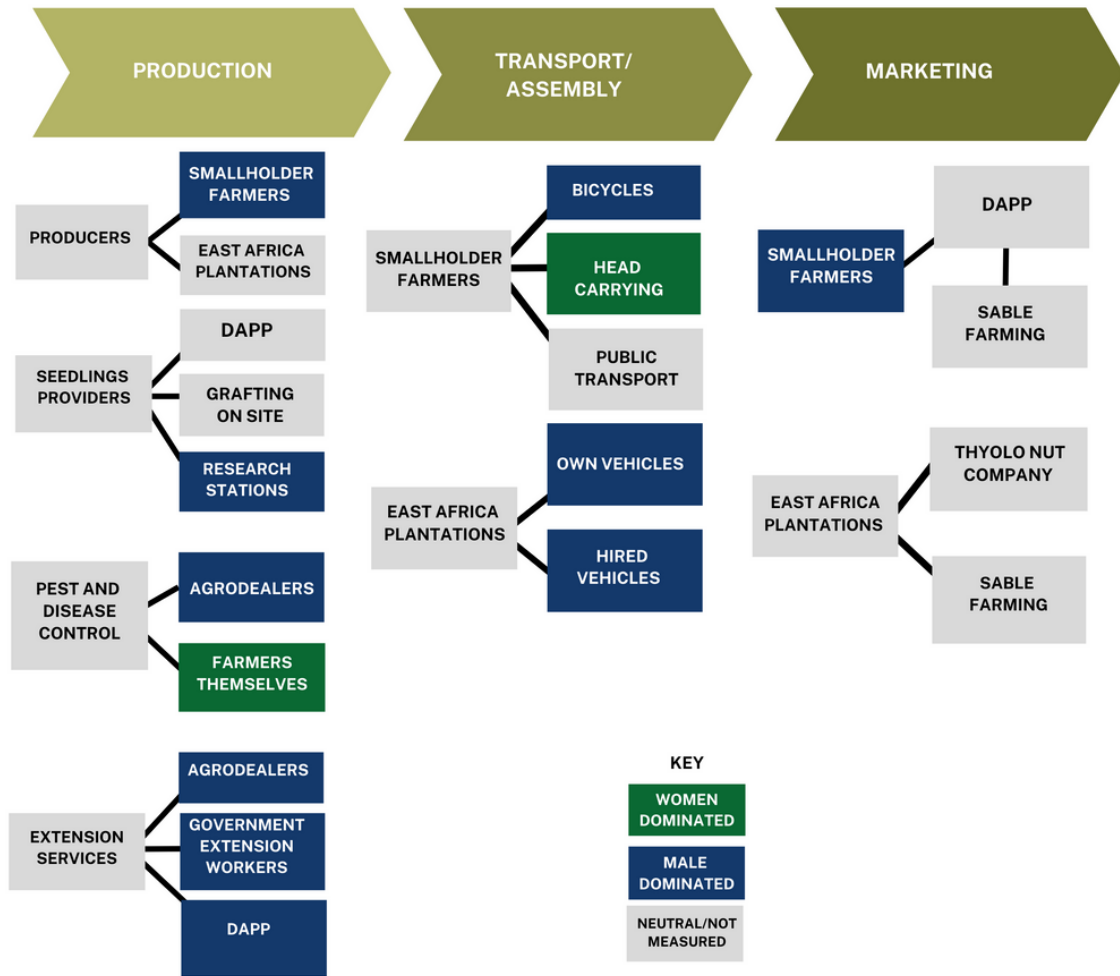 PRODUCTION
TRANSPORT/
ASSEMBLY
MARKETING
PRODUCERS
SMALLHOLDER
FARMERS
EAST AFRICA
PLANTATIONS
SEEDLINGS
PROVIDERS
DAPP
GRAFTING
ON SITE
RESEARCH
STATIONS
PEST AND
DISEASE
CONTROL
AGRODEALERS
FARMERS
THEMSELVES
EXTENSION
SERVICES
AGRODEALERS
GOVERNMENT
EXTENSION
WORKERS
DAPP
SMALLHOLDER
FARMERS
BICYCLES
HEAD
CARRYING
PUBLIC
TRANSPORT
EAST AFRICA
PLANTATIONS
OWN VEHICLES
HIRED
VEHICLES
SMALLHOLDER
FARMERS
DAPP
SABLE
FARMING
EAST AFRICA
PLANTATIONS
THYOLO NUT
COMPANY
SABLE
FARMING
KEY
WOMEN
DOMINATED
MALE
DOMINATED
NEUTRAL/NOT
MEASURED